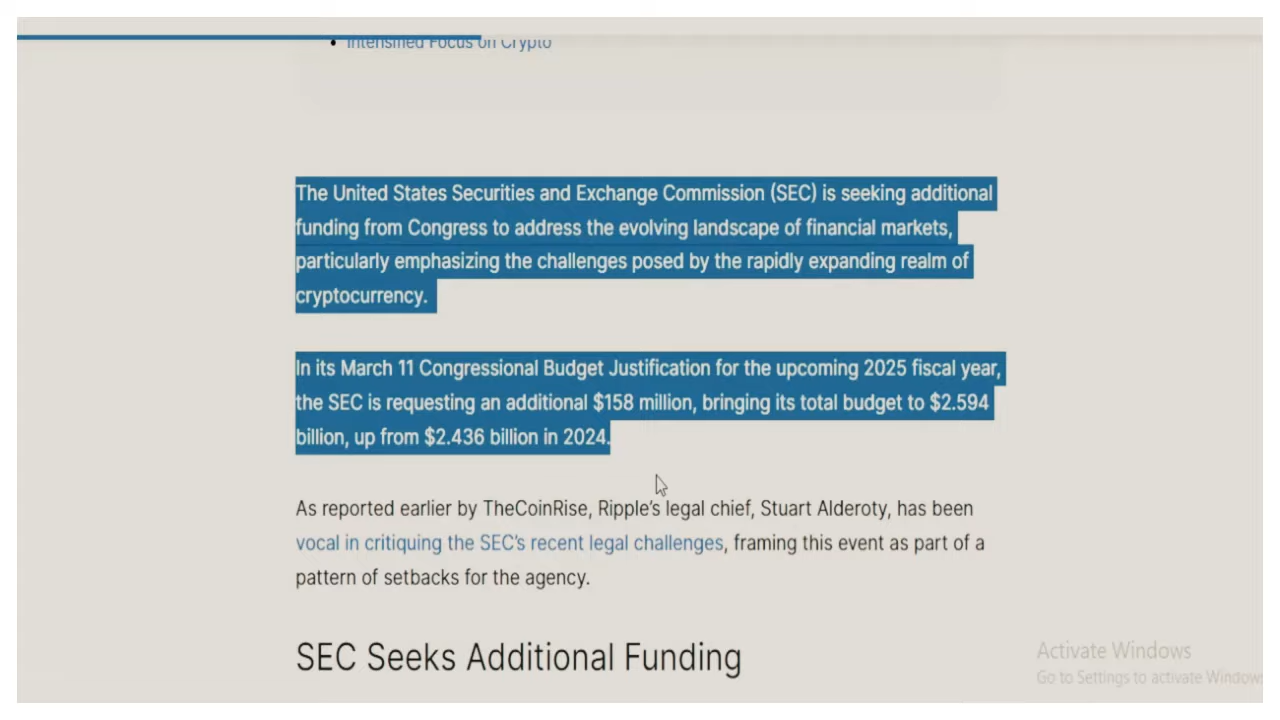 Intensified Focus on Crypto
The United States Securities and Exchange Commission (SEC) is seeking additional
funding from Congress to address the evolving landscape of financial markets,
particularly emphasizing the challenges posed by the rapidly expanding realm of
cryptocurrency.
In its March 11 Congressional Budget Justification for the upcoming 2025 fiscal year,
the SEC is requesting an additional $158 million, bringing its total budget to $2.594
billion, up from $2.436 billion in 2024.
As reported earlier by TheCoinRise, Ripple's legal chief, Stuart Alderoty, has been
vocal in critiquing the SEC's recent legal challenges, framing this event as part of a
pattern of setbacks for the agency.
SEC Seeks Additional Funding
Activate Windows
Go to Settings to activate Windows